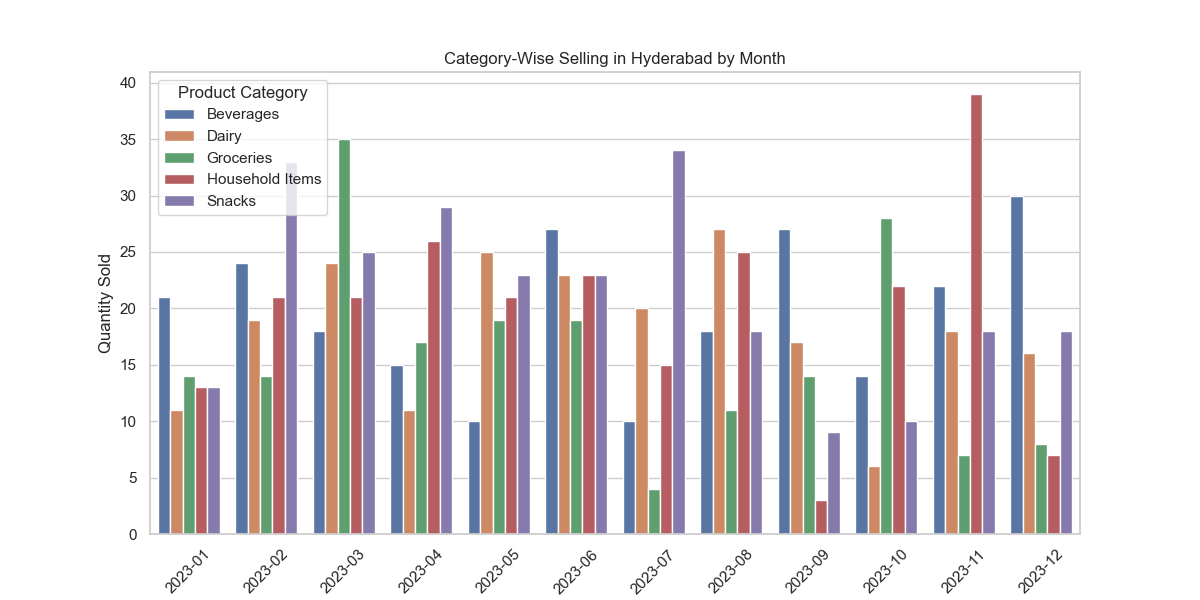 Category-Wise Selling in Hyderabad by Month
Quantity Sold
40
35
30
25
20
15
10
5
0
Product Category
Beverages
Dairy
Groceries
Household Items
Snacks
2023-01
2023-02
2023-03
2023-04
2023-05
2023-06
2023-07
2023-08
2023-09
2023-10
2023-11
2023-12